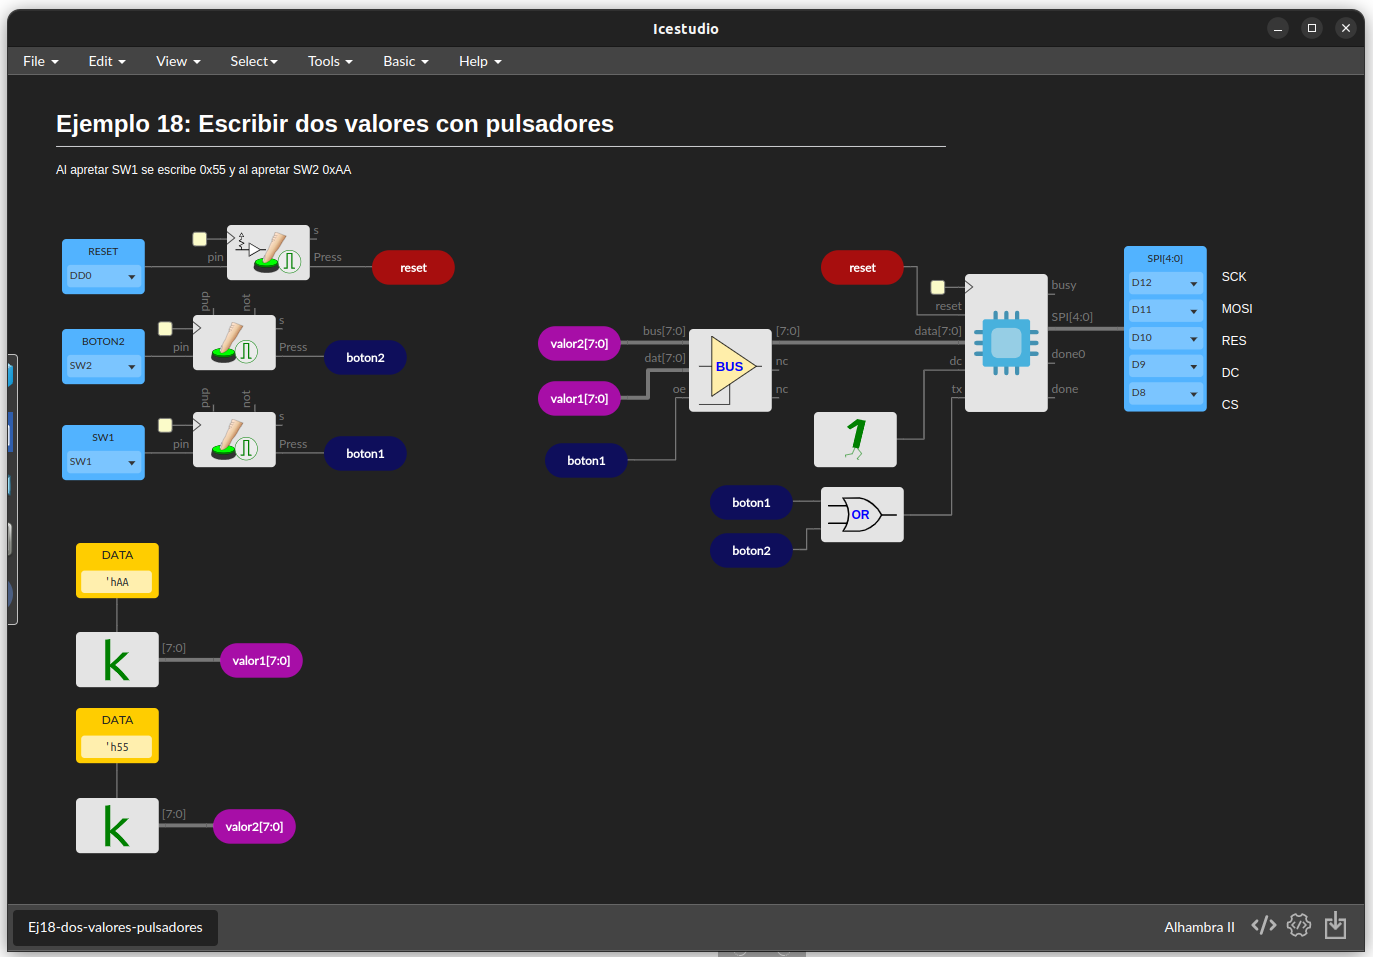 Icestudio
File Edit View Select Tools Basic Help
Ejemplo 18: Escribir dos valores con pulsadores
Al apretar SW1 se escribe 0x55 y al apretar SW2 0xAA
RESET
DD0
pin
s
Press
reset
BOTON2
SW2
pin
pup
not
s
Press
boton2
SW1
SW1
pin
pup
not
s
Press
boton1
DATA
'hAA
k
[7:0]
valor1[7:0]
DATA
'h55
k
[7:0]
valor2[7:0]
valor2[7:0]
valor1[7:0]
boton1
bus[7:0]
dat[7:0]
oe
BUS
[7:0]
nc
nc
1
boton1
boton2
OR
reset
reset
data[7:0]
dc
tx
busy
SPI[4:0]
done0
done
SPI[4:0]
D12
D11
D10
D9
D8
SCK
MOSI
RES
DC
CS
Ej18-dos-valores-pulsadores
Alhambra II